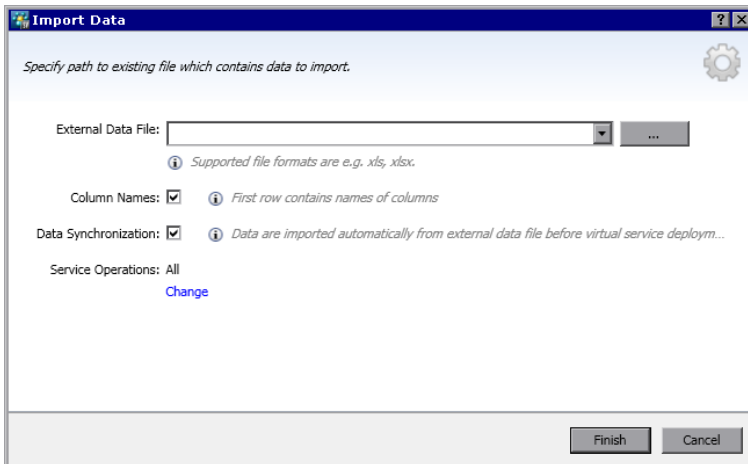 Import Data
Specify path to existing file which contains data to import.
External Data File:
...
Supported file formats are e.g. xls, xlsx.
Column Names:
First row contains names of columns
Data Synchronization:
Data are imported automatically from external data file before virtual service deploym...
Service Operations: All
Change
Finish
Cancel